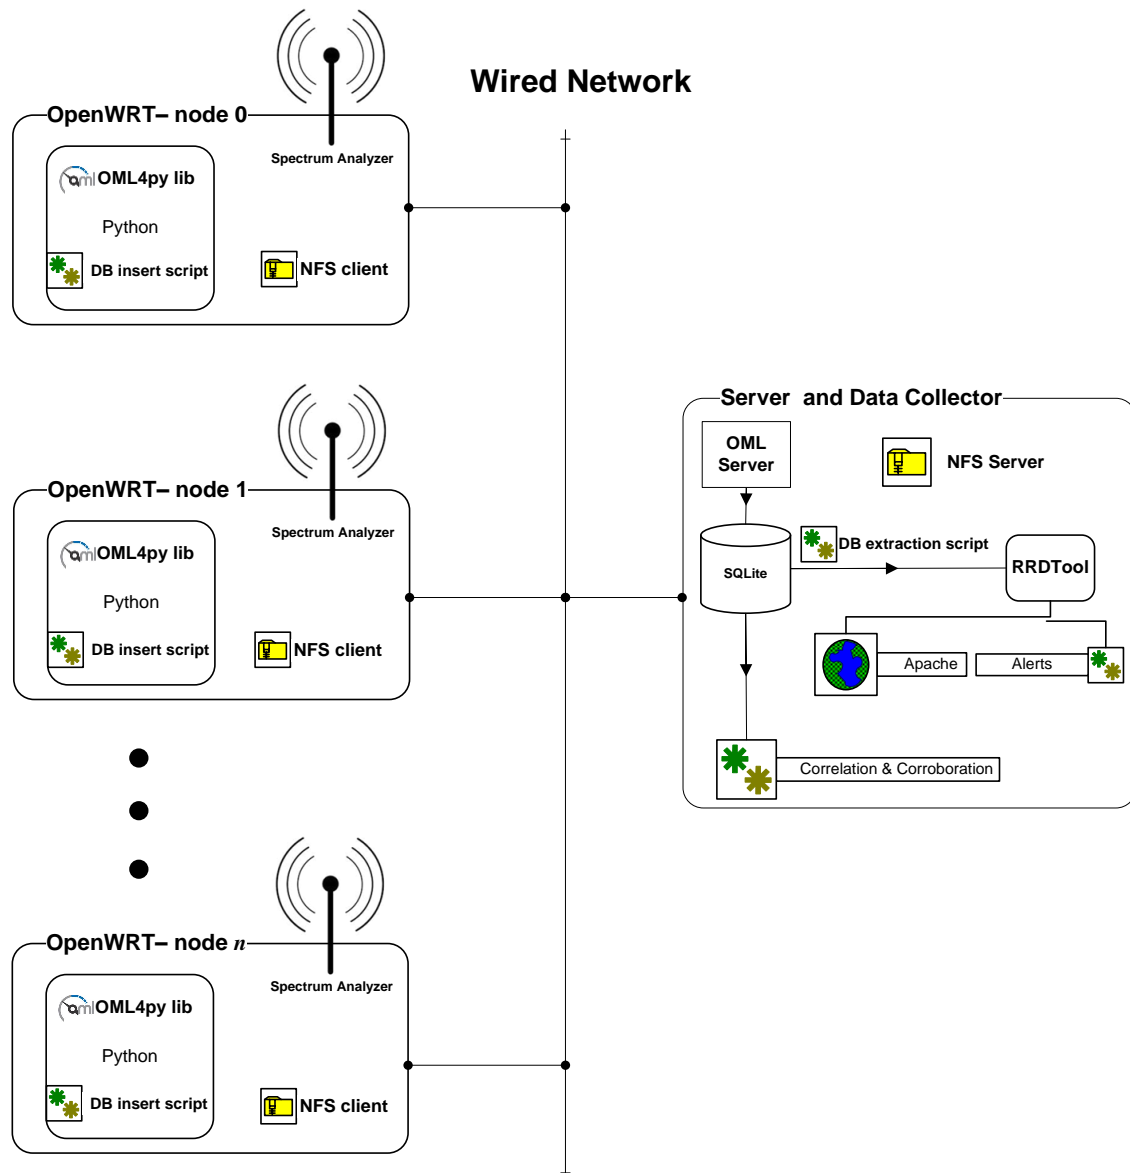 Wired Network
OpenWRT– node 0
Spectrum Analyzer
oml OML4py lib
Python
DB insert script
NFS client
OpenWRT– node 1
Spectrum Analyzer
oml OML4py lib
Python
DB insert script
NFS client
Server and Data Collector
OML
Server
NFS Server
DB extraction script
SQLite
RRDTool
Apache
Alerts
Correlation & Corroboration
OpenWRT– node n
Spectrum Analyzer
oml OML4py lib
Python
DB insert script
NFS client